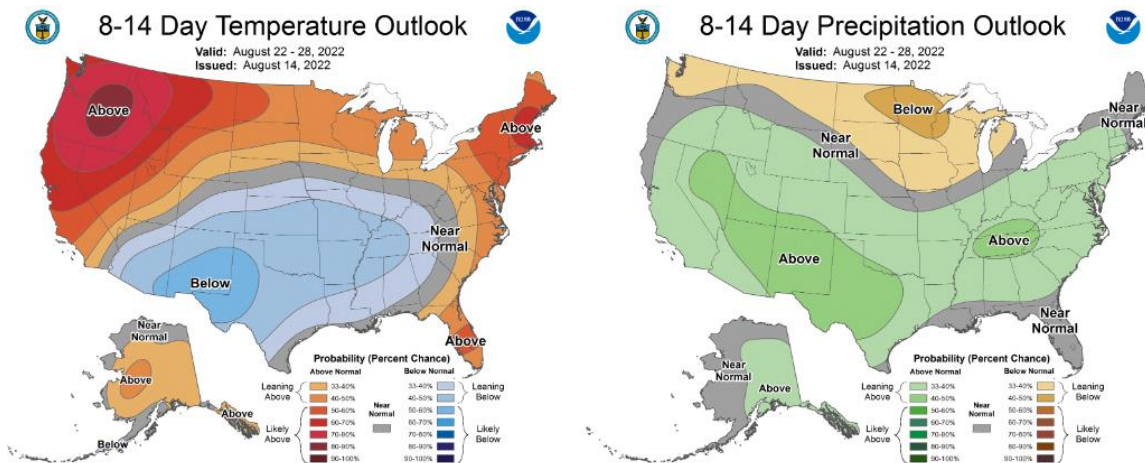 8-14 Day Temperature Outlook
Valid: August 22 - 28, 2022
Issued: August 14, 2022
Above
Above
Near
Normal
Below
Above
Near
Normal
Above
Above
Below
Probability (Percent Chance)
Above Normal
Below Normal
Leaning
Above
Likely
Above
33-40%
40-50%
50-60%
60-70%
70-80%
80-90%
90-100%
Near
Normal
33-40%
40-50%
50-60%
60-70%
70-80%
80-90%
90-100%
Leaning
Below
Likely
Below
8-14 Day Precipitation Outlook
Valid: August 22 - 28, 2022
Issued: August 14, 2022
Below
Near
Normal
Near
Normal
Above
Above
Near
Normal
Near
Normal
Above
Probability (Percent Chance)
Above Normal
Below Normal
Leaning
Above
Likely
Above
33-40%
40-50%
50-60%
60-70%
70-80%
80-90%
90-100%
Near
Normal
33-40%
40-50%
50-60%
60-70%
70-80%
80-90%
90-100%
Leaning
Below
Likely
Below